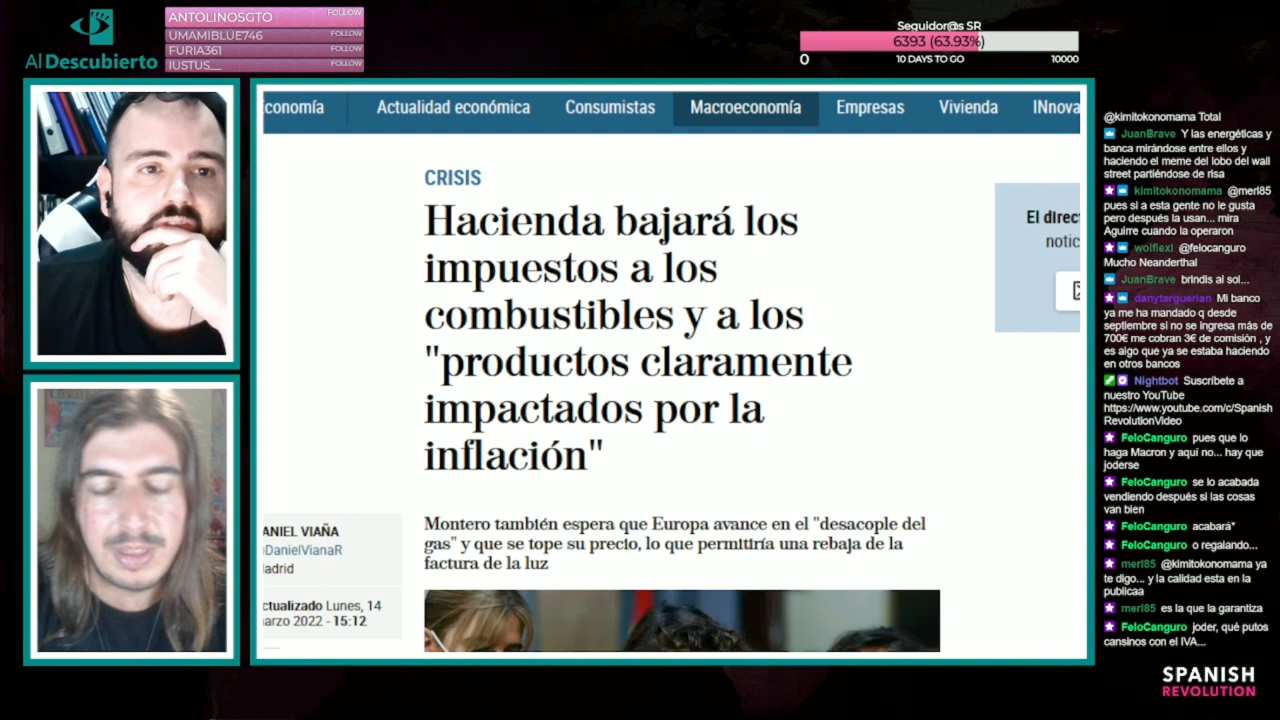 Al Descubierto
ANTOLINOSGTO FOLLOW
UMAMIBLUE746 FOLLOW
FURIA361 FOLLOW
IUSTUS__ FOLLOW
Seguidor@s SR
6393 (63.93%)
0 10 DAYS TO GO 10000
conomía Actualidad económica Consumistas Macroeconomía Empresas Vivienda INnova
CRISIS
Hacienda bajará los
impuestos a los
combustibles y a los
"productos claramente
impactados por la
inflación"
El direc
notic
ANIEL VIAÑA
@DanielVianaR
ladrid
ctualizado Lunes, 14
arzo 2022 - 15:12
Montero también espera que Europa avance en el "desacople del
gas" y que se tope su precio, lo que permitiría una rebaja de la
factura de la luz
@kimitokonomama Total
JuanBrave Y las energéticas y
banca mirándose entre ellos y
haciendo el meme del lobo del wall
street partiéndose de risa
kimitokonomama @merl85
pues si a esta gente no le gusta
pero después la usan... mira
Aguirre cuando la operaron
wolflexl @felocanguro
Mucho Neanderthal
JuanBrave brindis al sol...
danytarguerian Mi banco
ya me ha mandado q desde
septiembre si no se ingresa más de
700€ me cobran 3€ de comisión , y
es algo que ya se estaba haciendo
en otros bancos
Nightbot Suscríbete a
nuestro YouTube
https://www.youtube.com/c/Spanish
RevolutionVideo
FeloCanguro pues que lo
haga Macron y aquí no... hay que
joderse
FeloCanguro se lo acabada
vendiendo después si las cosas
van bien
FeloCanguro acabará*
FeloCanguro o regalando...
merl85 @kimitokonomama ya
te digo... y la calidad esta en la
publicaa
merl85 es la que la garantiza
FeloCanguro joder, qué putos
cansinos con el IVA...
SPANISH
REVOLUTION